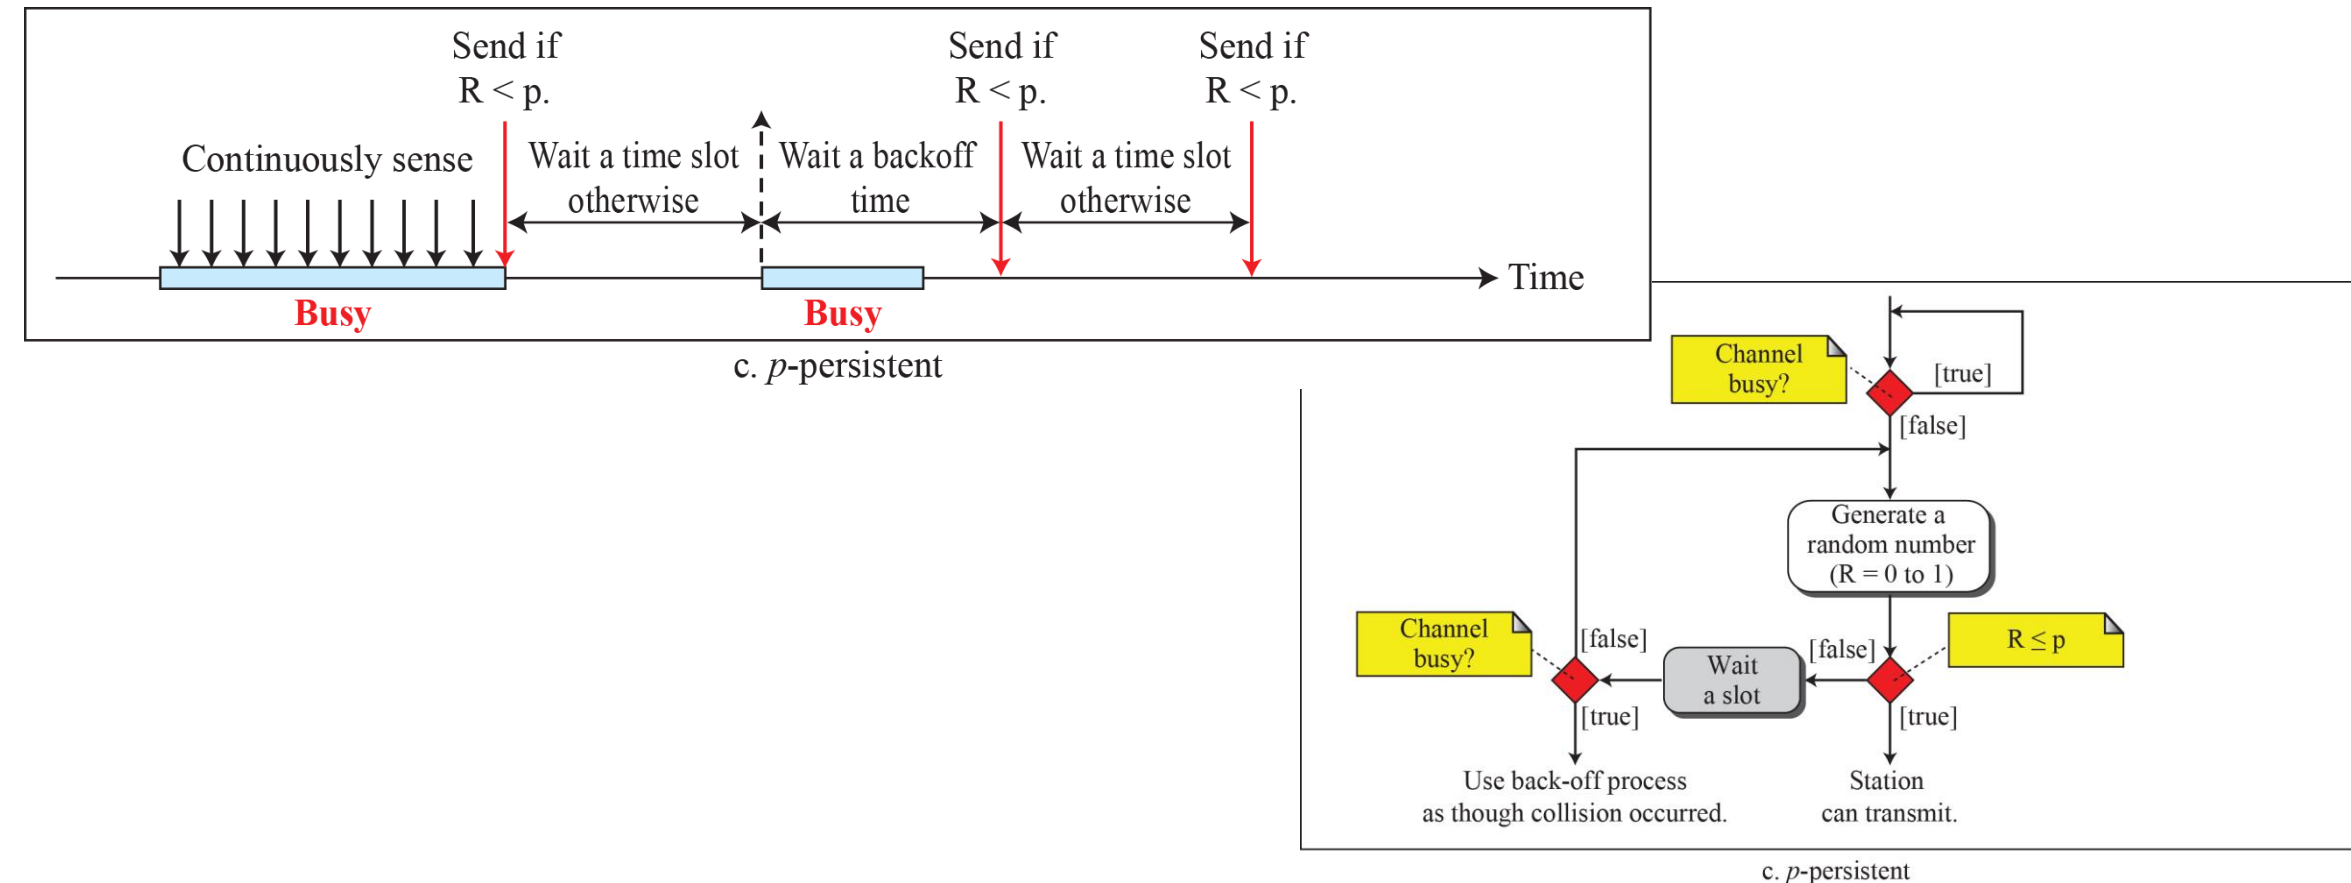 Send if
R < p.
Send if
R < p.
Send if
R < p.
Continuously sense
Wait a time slot
otherwise
Wait a backoff
time
Wait a time slot
otherwise
Time
Busy
Busy
c. p-persistent
Channel
busy?
[true]
[false]
Generate a
random number
(R = 0 to 1)
Channel
busy?
[false]
Wait
a slot
[false]
R ≤ p
[true]
[true]
Use back-off process
as though collision occurred.
Station
can transmit.
c. p-persistent